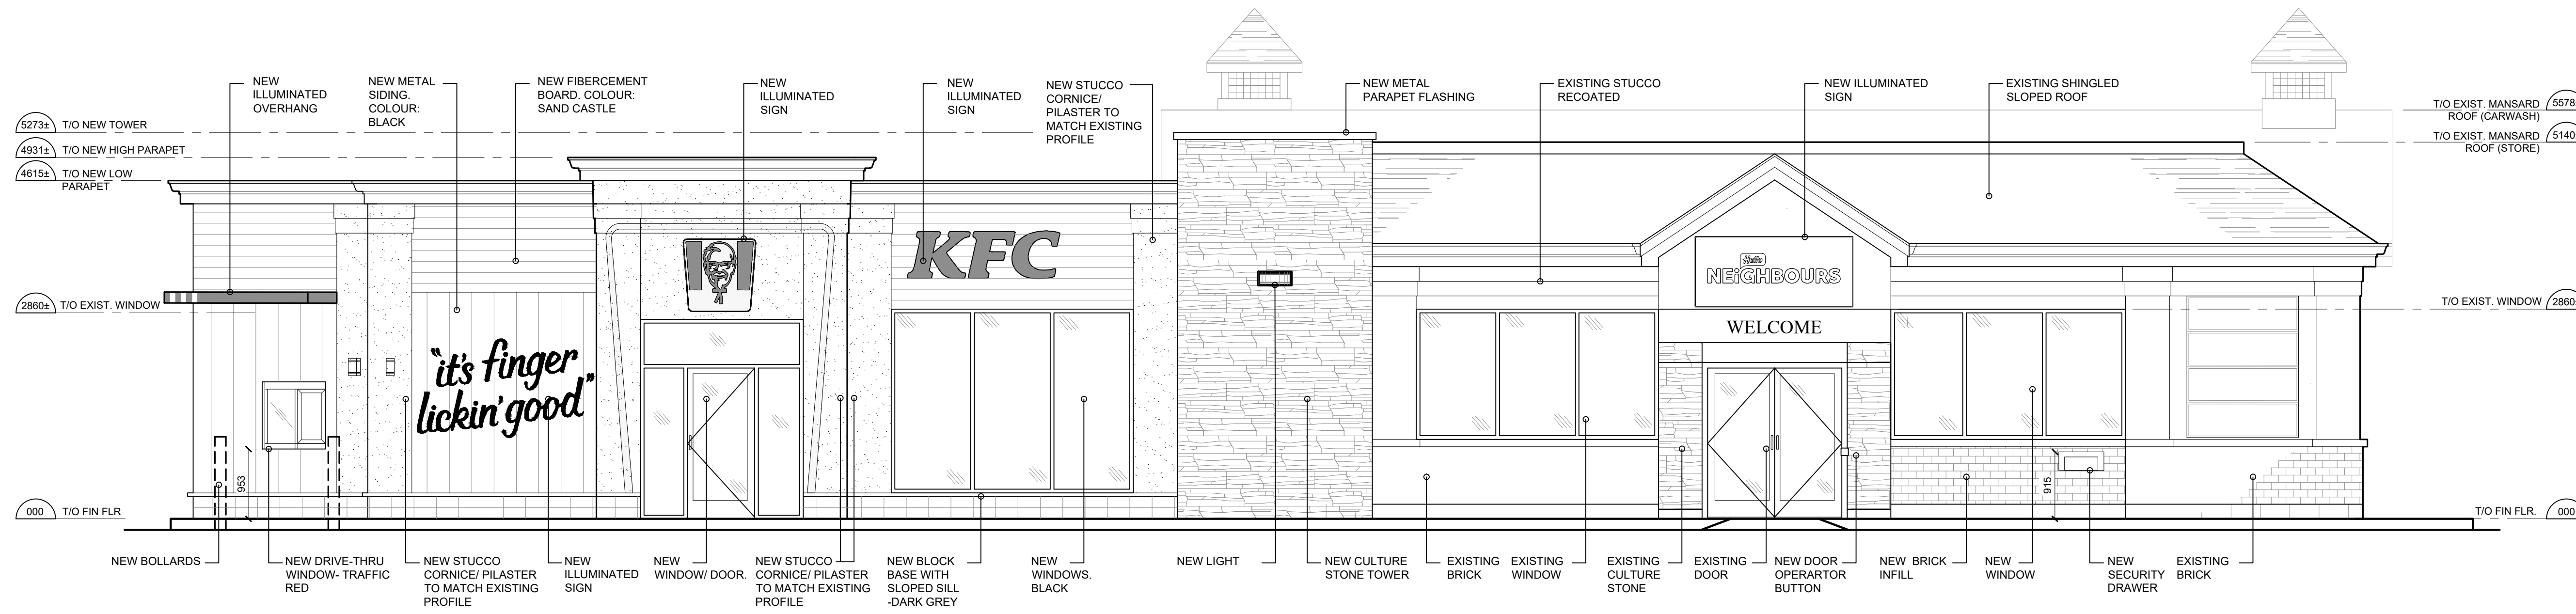 NEW
ILLUMINATED
OVERHANG
NEW METAL
SIDING.
COLOUR:
BLACK
NEW FIBERCEMENT
BOARD. COLOUR:
SAND CASTLE
NEW
ILLUMINATED
SIGN
NEW
ILLUMINATED
SIGN
NEW STUCCO
CORNICE/
PILASTER TO
MATCH EXISTING
PROFILE
NEW METAL
PARAPET FLASHING
EXISTING STUCCO
RECOATED
NEW ILLUMINATED
SIGN
EXISTING SHINGLED
SLOPED ROOF
5273± T/O NEW TOWER
4931± T/O NEW HIGH PARAPET
4615± T/O NEW LOW
PARAPET
2860± T/O EXIST. WINDOW
000 T/O FIN FLR
T/O EXIST. MANSARD 5578
ROOF (CARWASH)
T/O EXIST. MANSARD 5140
ROOF (STORE)
T/O EXIST. WINDOW 2860
T/O FIN FLR. 000
KFC
Hello
NEiGHBOURS
WELCOME
"it's finger
lickin' good"
953
915
NEW BOLLARDS
NEW DRIVE-THRU
WINDOW- TRAFFIC
RED
NEW STUCCO
CORNICE/ PILASTER
TO MATCH EXISTING
PROFILE
NEW
ILLUMINATED
SIGN
NEW
WINDOW/ DOOR.
NEW STUCCO
CORNICE/ PILASTER
TO MATCH EXISTING
PROFILE
NEW BLOCK
BASE WITH
SLOPED SILL
-DARK GREY
NEW
WINDOWS.
BLACK
NEW LIGHT
NEW CULTURE
STONE TOWER
EXISTING
BRICK
EXISTING
WINDOW
EXISTING
CULTURE
STONE
EXISTING
DOOR
NEW DOOR
OPERARTOR
BUTTON
NEW BRICK
INFILL
NEW
WINDOW
NEW
SECURITY
DRAWER
EXISTING
BRICK